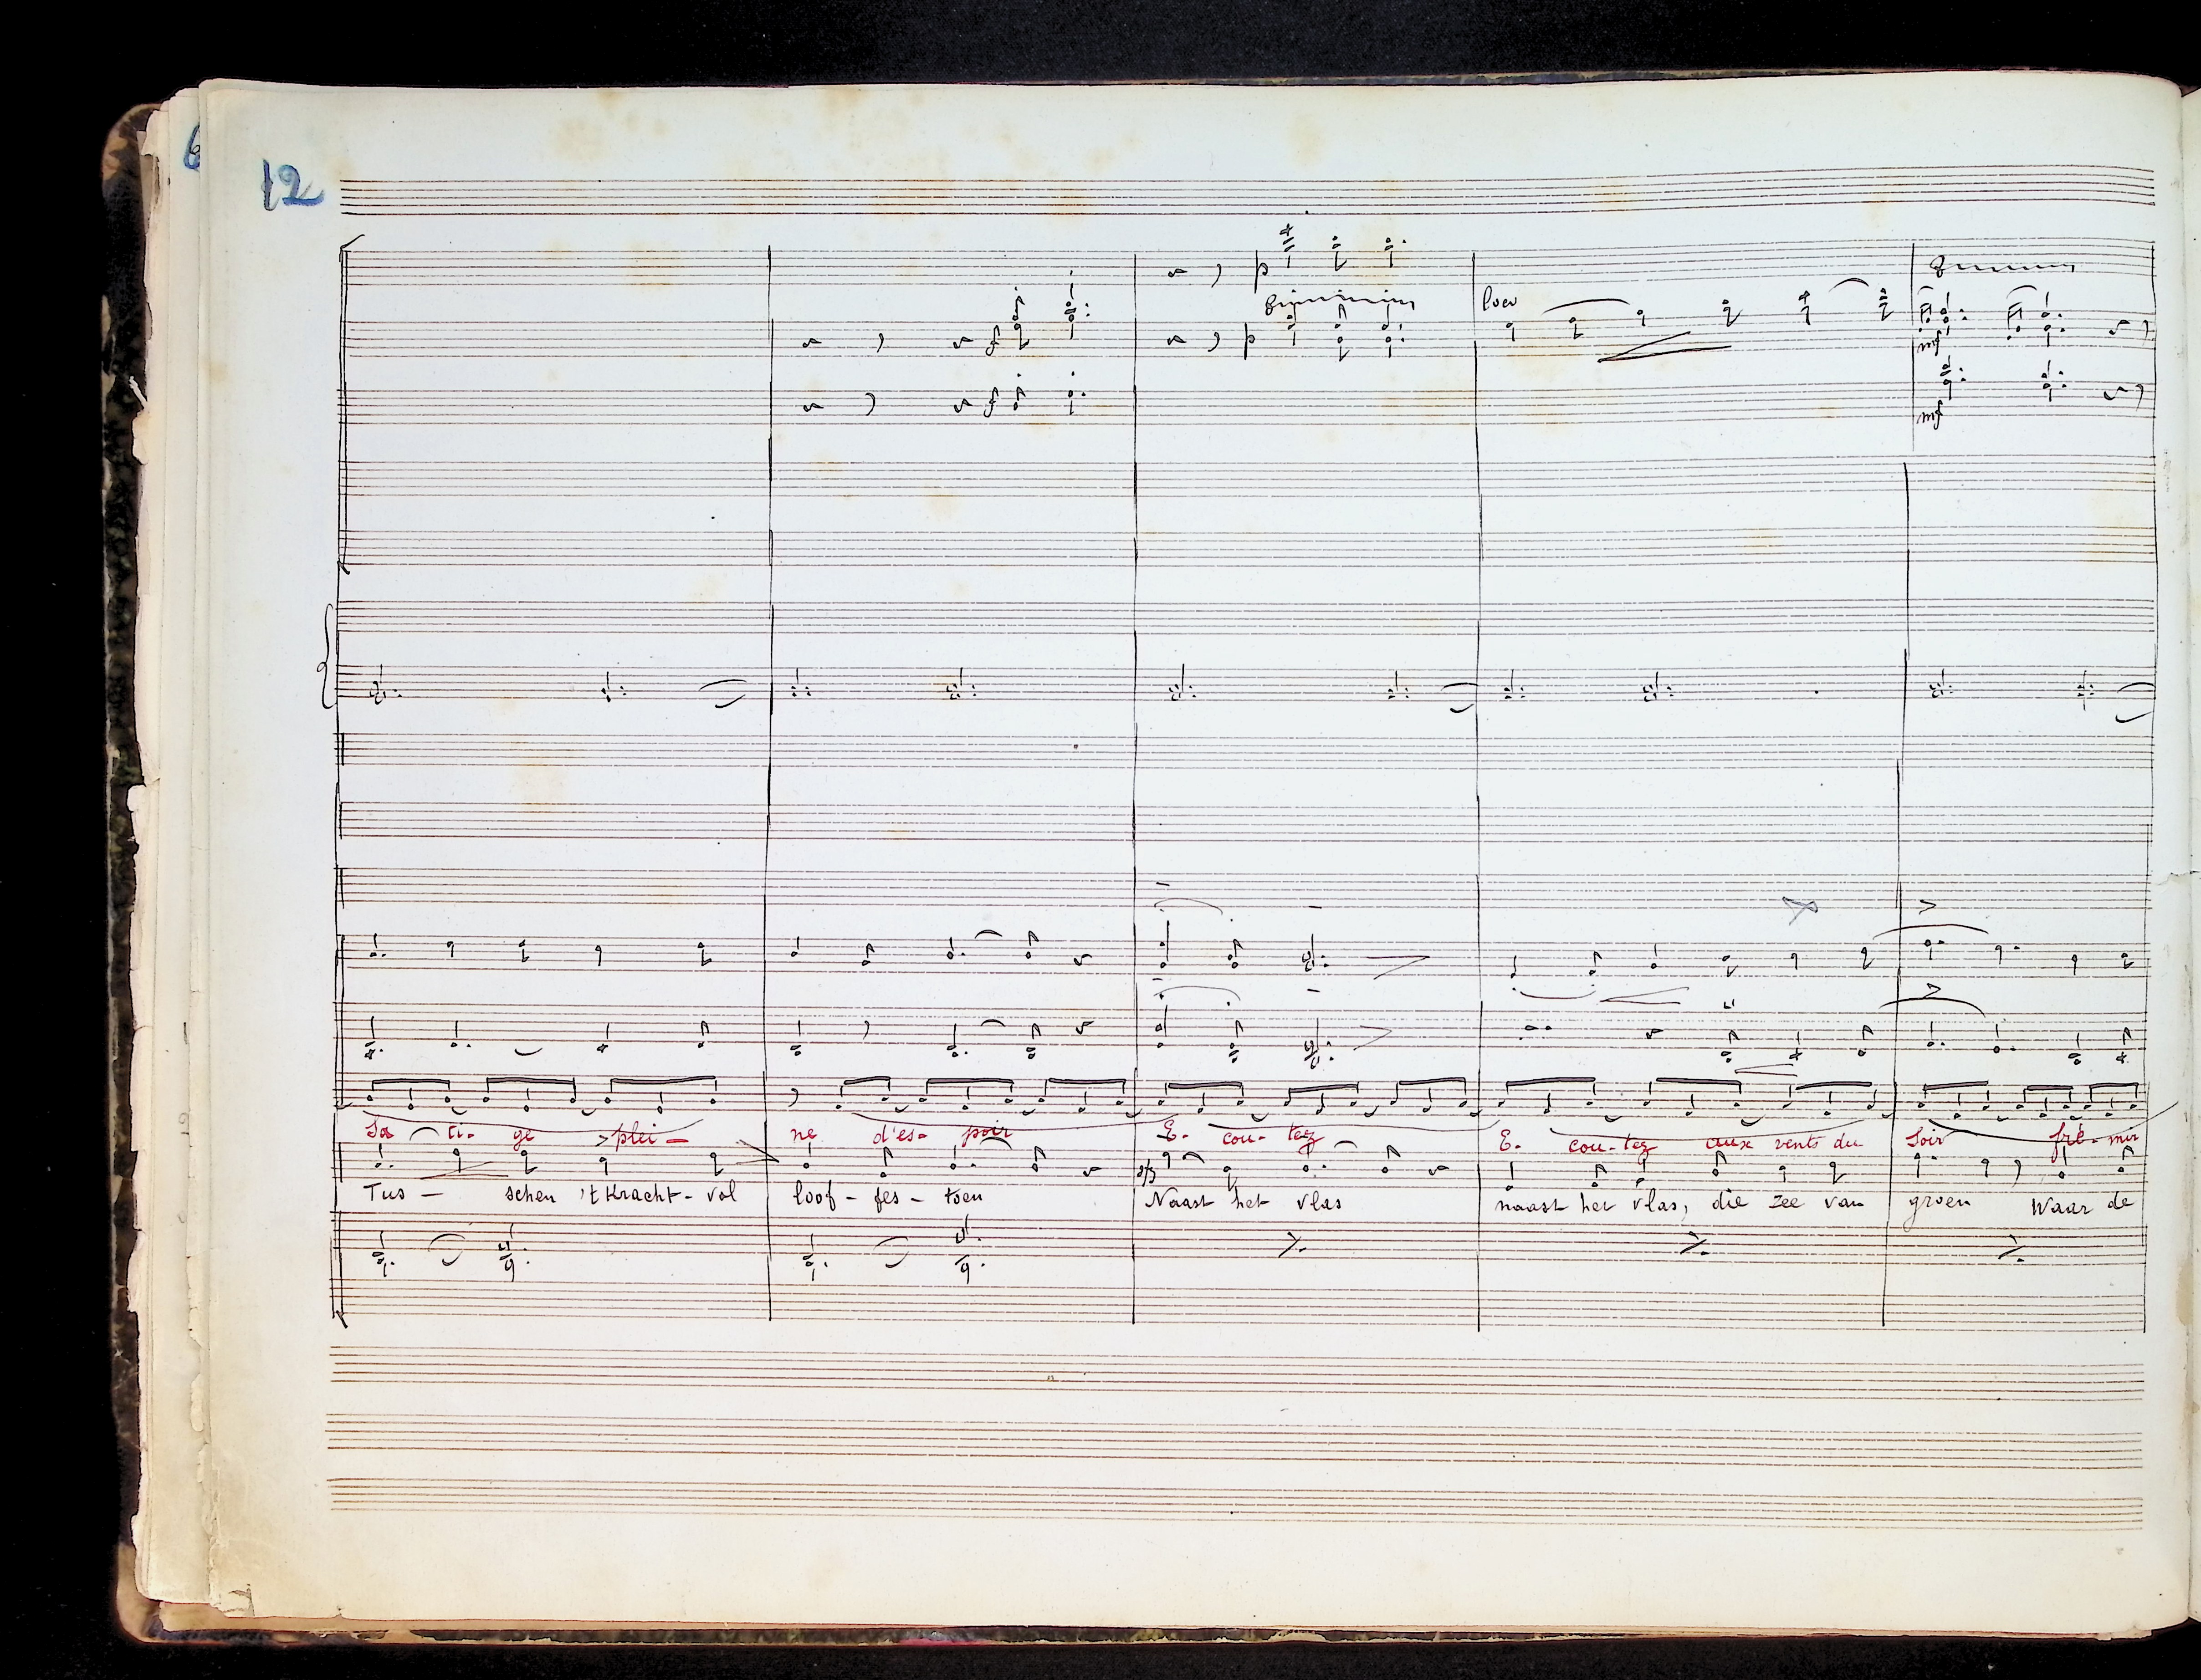 6
12
p
f
p
loco
mf
f
mf
Sa ti- ge plei- ne d'es- poir E- cou- tez E- cou- tez aux vents du Soir fré- mir
Tus- schen 't Kracht- vol loof- fes- toen Naast het vlas naast het vlas, die zee van groen Waar de